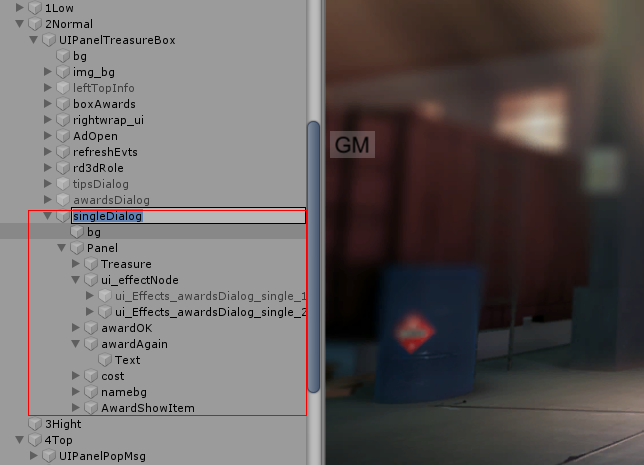 1Low
2Normal
UIPanelTreasureBox
bg
img_bg
leftTopInfo
boxAwards
rightwrap_ui
AdOpen
refreshEvts
rd3dRole
tipsDialog
awardsDialog
singleDialog
bg
Panel
Treasure
ui_effectNode
ui_Effects_awardsDialog_single_1
ui_Effects_awardsDialog_single_2
awardOK
awardAgain
Text
cost
namebg
AwardShowItem
3Hight
4Top
UIPanelPopMsg
GM